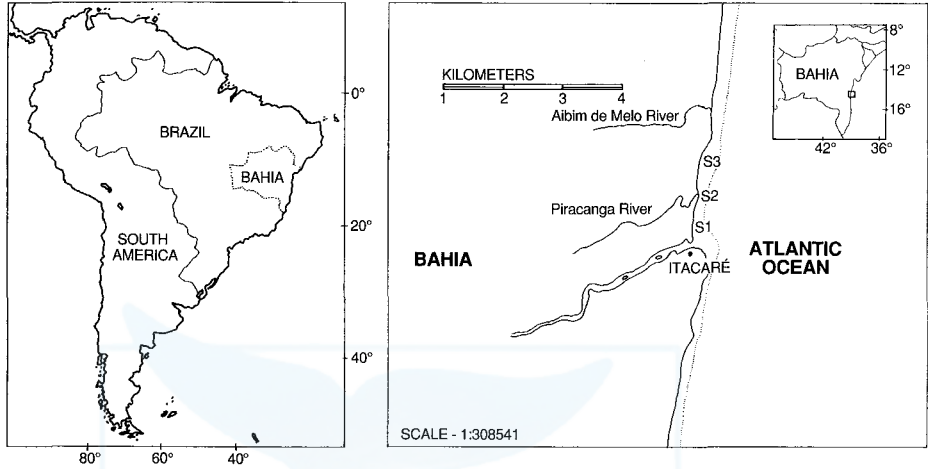 BRAZIL
BAHIA
SOUTH
AMERICA
0°
20°
40°
80° 60° 40°
KILOMETERS
1 2 3 4
Aibim de Melo River
S3
S2
Piracanga River
S1
BAHIA
ITACARÉ
ATLANTIC
OCEAN
SCALE - 1:308541
BAHIA
8°
12°
16°
42° 36°